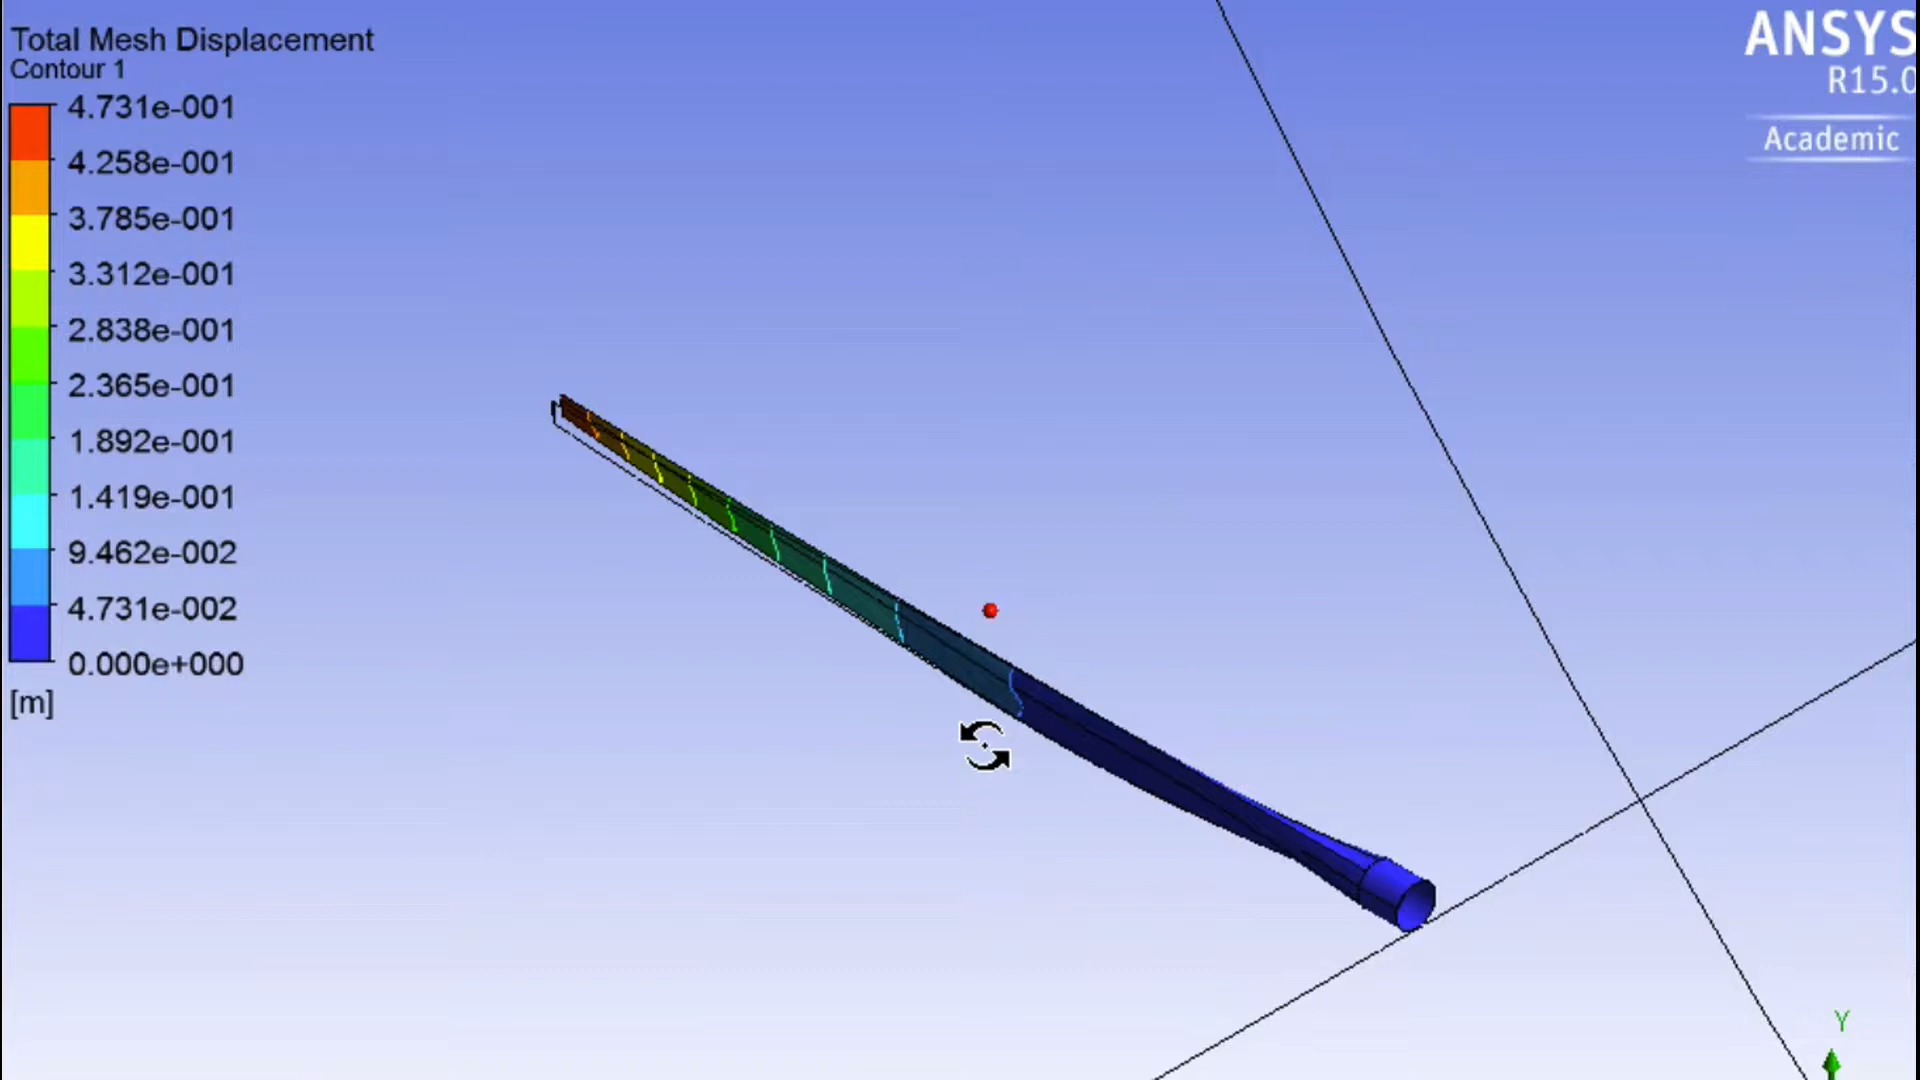 Total Mesh Displacement
Contour 1
4.731e-001
4.258e-001
3.785e-001
3.312e-001
2.838e-001
2.365e-001
1.892e-001
1.419e-001
9.462e-002
4.731e-002
0.000e+000
[m]
ANSYS
R15.0
Academic
Y